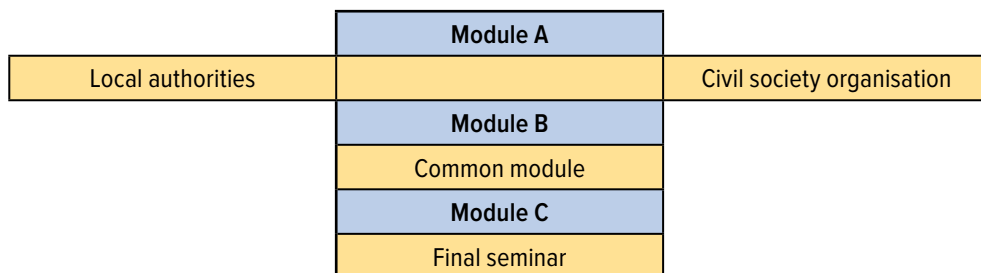 Module A
Local authorities
Civil society organisation
Module B
Common module
Module C
Final seminar